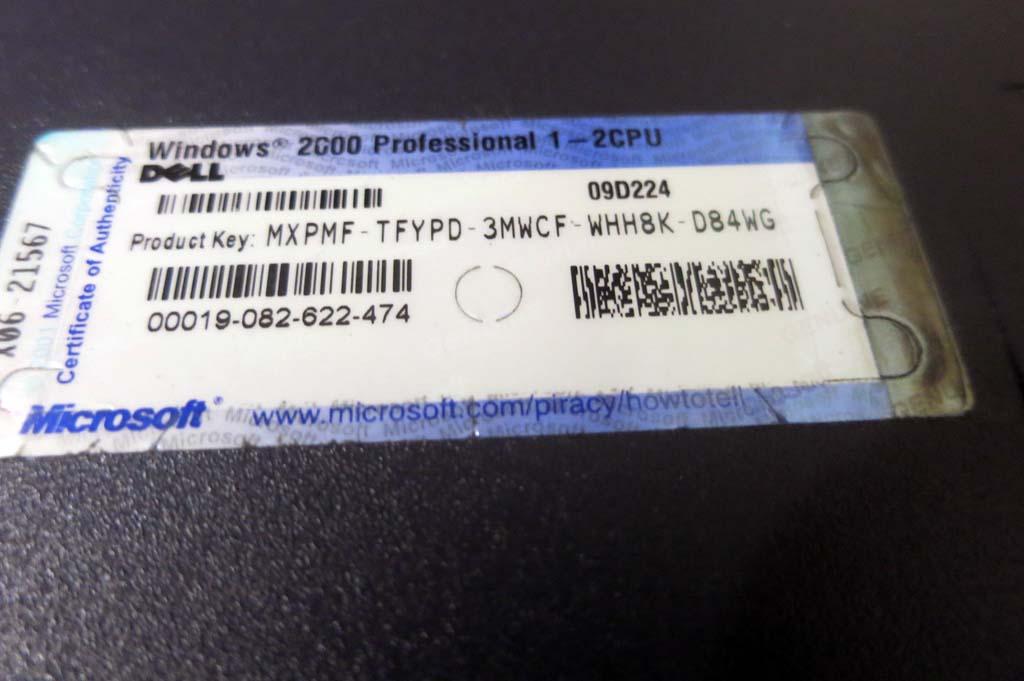 Windows® 2000 Professional 1-2CPU
DELL
09D224
Product Key: MXPMF-TFYPD-3MWCF-WHH8K-D84WG
00019-082-622-474
Microsoft® www.microsoft.com/piracy/howtotell
Certificate of Authenticity
Microsoft
X06-21567